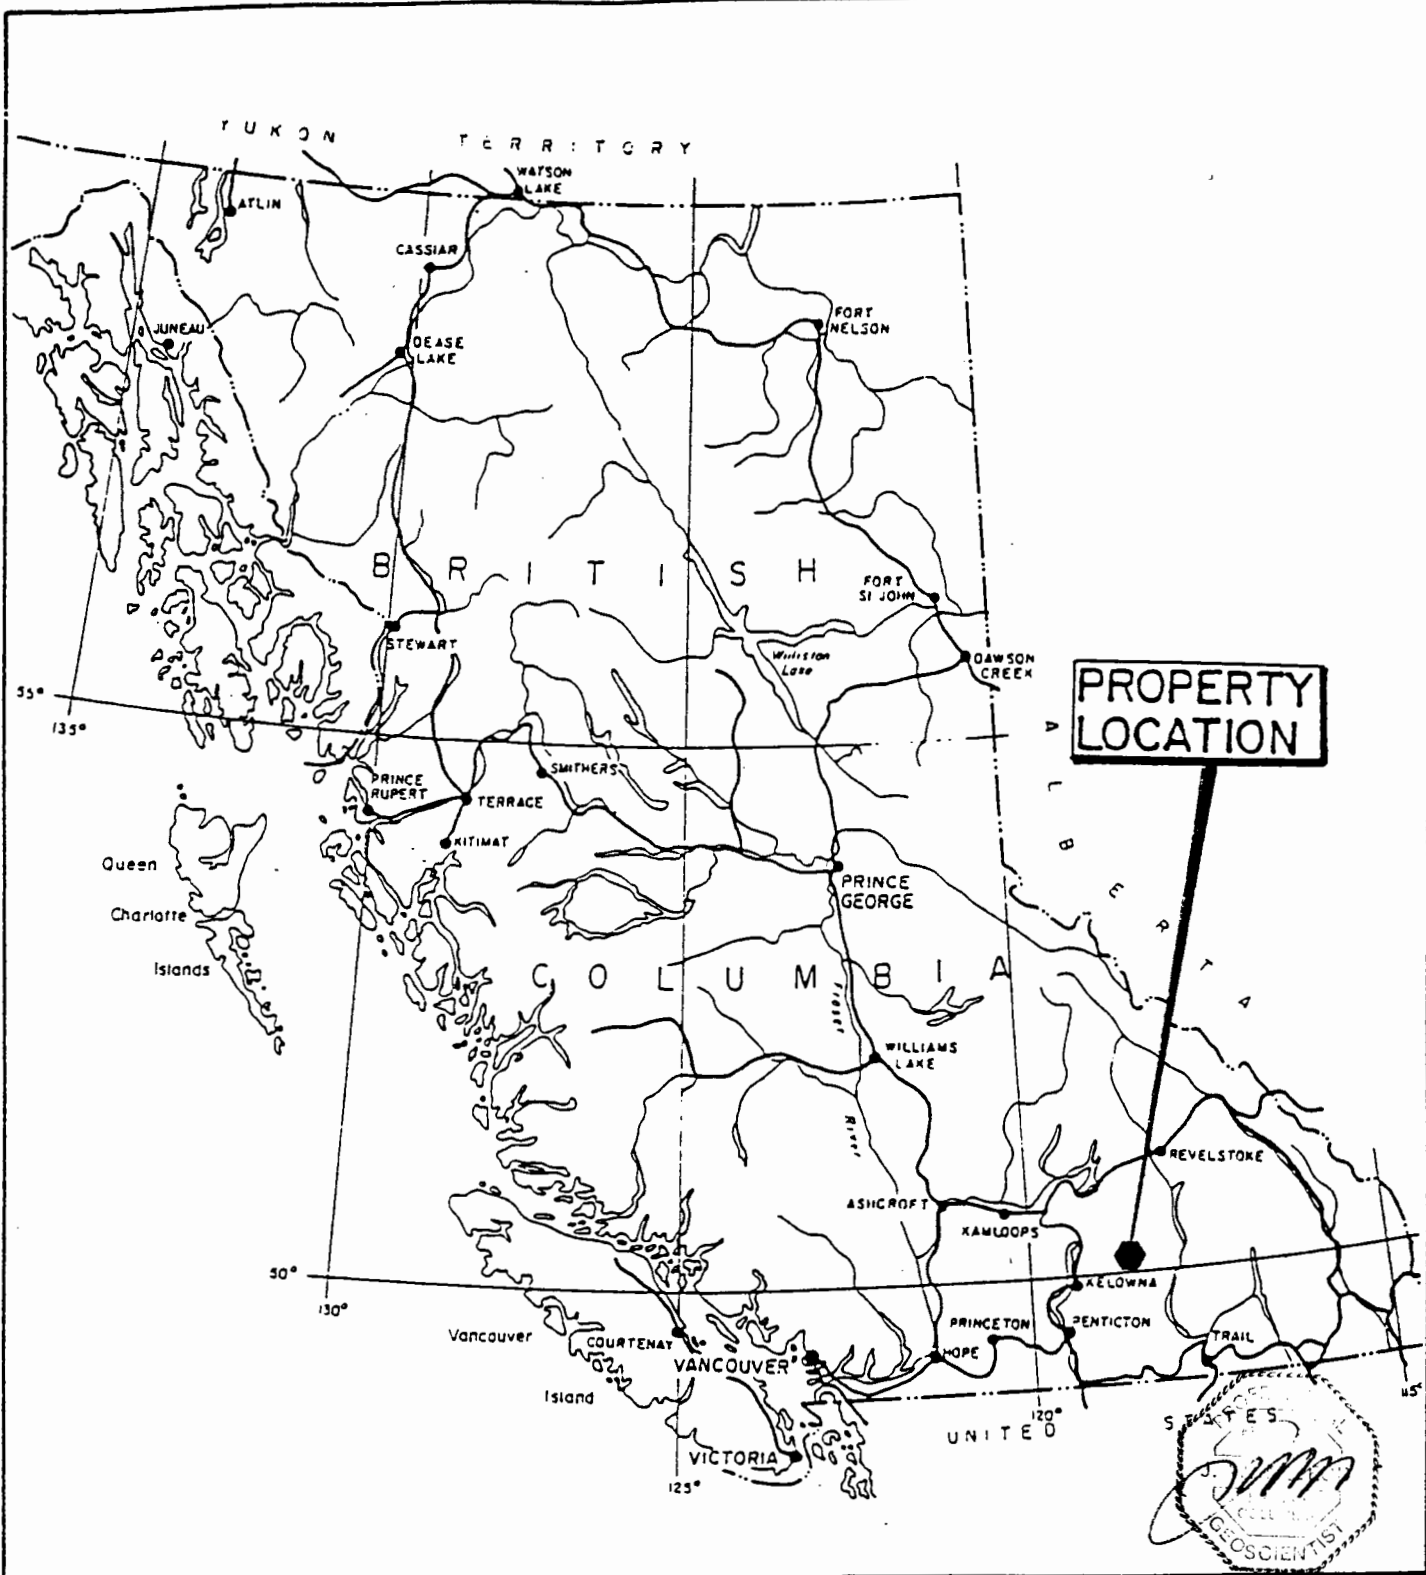 YUKON TERRITORY
WATSON
LAKE
ATLIN
CASSIAR
JUNEAU
DEASE
LAKE
FORT
NELSON
BRITISH
FORT
ST JOHN
STEWART
Williston
Lake
DAWSON
CREEK
PROPERTY
LOCATION
55°
135°
ALBERTA
PRINCE
RUPERT
SMITHERS
TERRACE
KITIMAT
PRINCE
GEORGE
Queen
Charlotte
Islands
COLUMBIA
Fraser
River
WILLIAMS
LAKE
REVELSTOKE
ASHCROFT
KAMLOOPS
50°
130°
KELOWNA
PRINCETON
PENTICTON
Vancouver
Island
COURTENAY
VANCOUVER
HOPE
TRAIL
115°
120°
UNITED STATES
VICTORIA
125°
GEOSCIENTIST